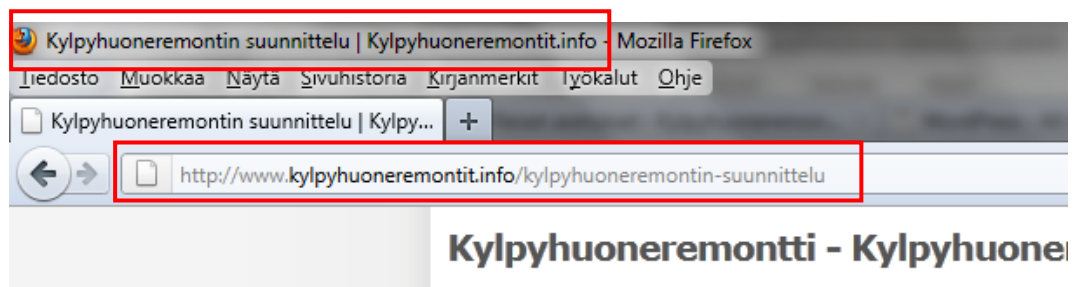 Kylpyhuoneremontin suunnittelu | Kylpyhuoneremontit.info - Mozilla Firefox
Tiedosto Muokkaa Näytä Sivuhistoria Kirjanmerkit Työkalut Ohje
Kylpyhuoneremontin suunnittelu | Kylpy... +
http://www.kylpyhuoneremontit.info/kylpyhuoneremontin-suunnittelu
Kylpyhuoneremontti - Kylpyhuone